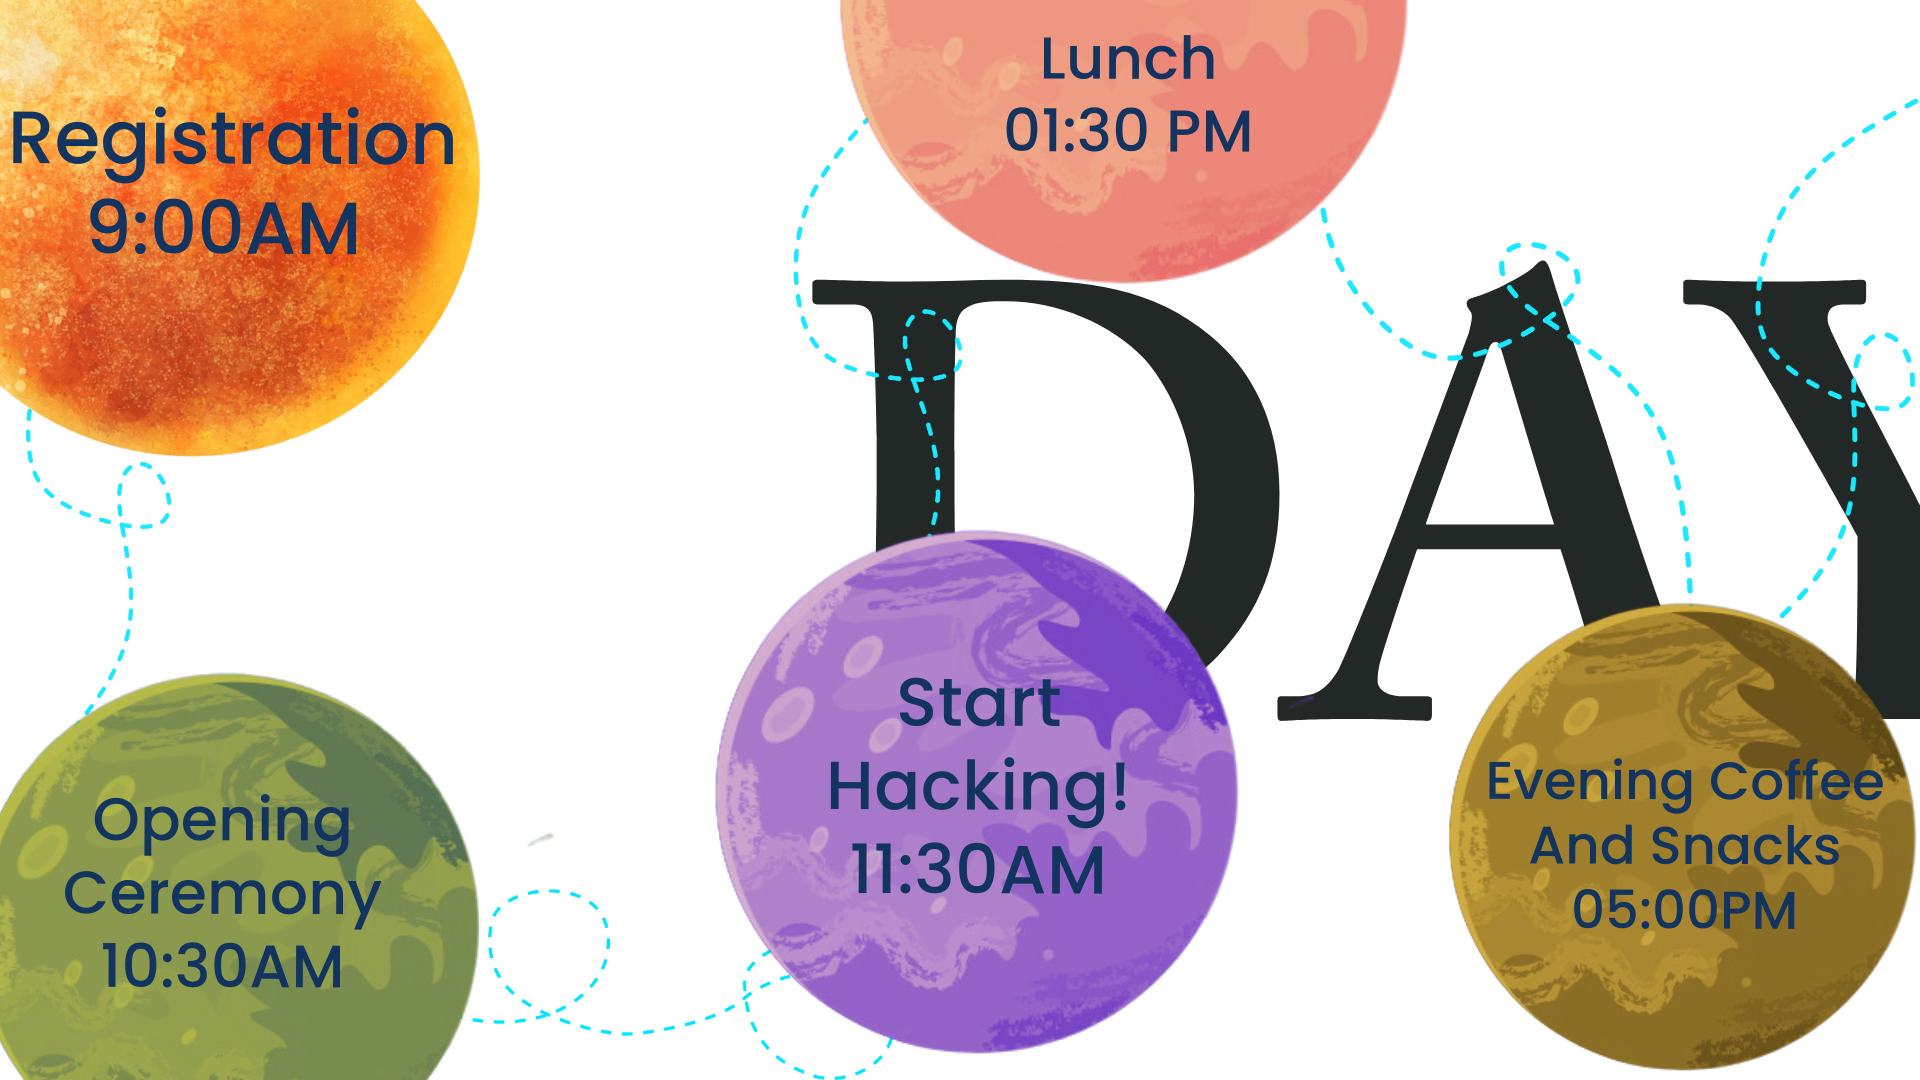 Registration
9:00AM
Opening
Ceremony
10:30AM
Start
Hacking!
11:30AM
Lunch
01:30 PM
DAY
Evening Coffee
And Snacks
05:00PM